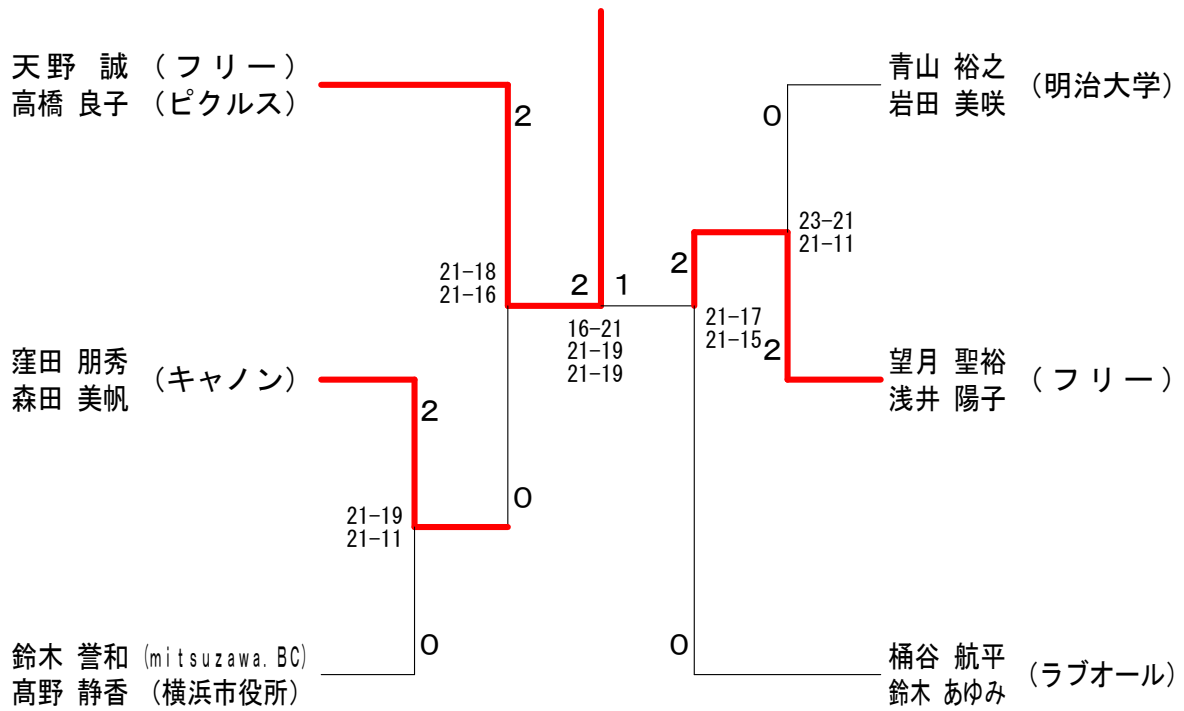 天野 誠 (フリー)
高橋 良子 (ピクルス)
2
21-18
21-16
窪田 朋秀
森田 美帆
(キャノン)
2
0
21-19
21-11
鈴木 誉和 (mitsuzawa.BC)
髙野 静香 (横浜市役所)
0
2 1
16-21
21-19
21-19
青山 裕之
岩田 美咲
(明治大学)
0
23-21
21-11
2
21-17
21-15
2
望月 聖裕
浅井 陽子
(フリー)
0
桶谷 航平
鈴木 あゆみ
(ラブオール)